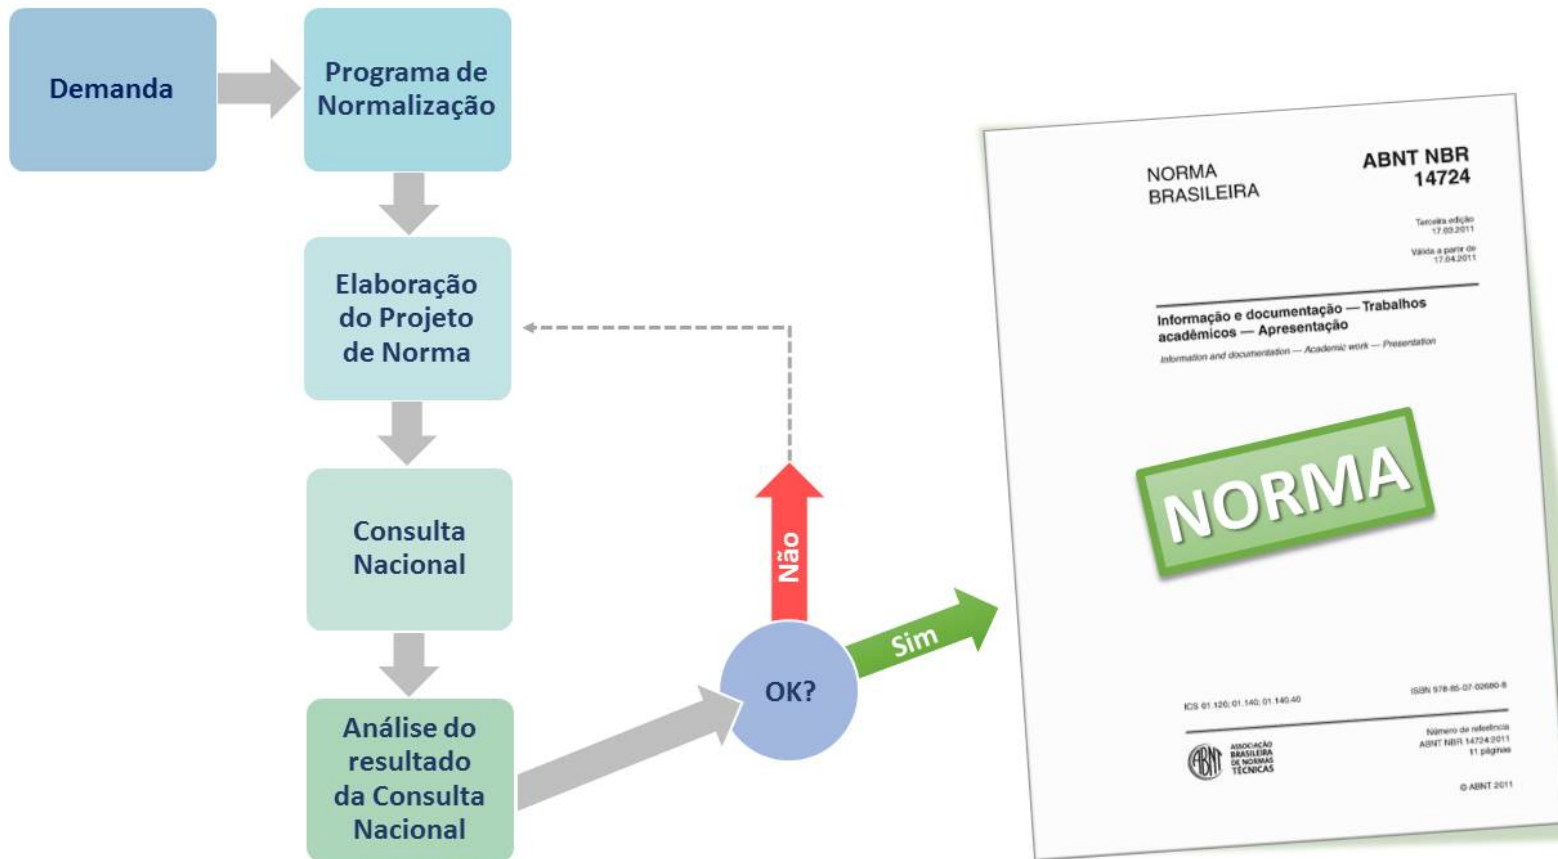 Demanda
Programa de
Normalização
Elaboração
do Projeto
de Norma
Consulta
Nacional
Análise do
resultado
da Consulta
Nacional
OK?
Não
Sim
NORMA
BRASILEIRA
ABNT NBR
14724
Terceira edição
17.03.2011
Válida a partir de
17.04.2011
Informação e documentação — Trabalhos
acadêmicos — Apresentação
Information and documentation — Academic work — Presentation
NORMA
ICS 01.120; 01.140; 01.140.40
ISBN 978-85-07-02680-8
ABNT
ASSOCIAÇÃO
BRASILEIRA
DE NORMAS
TÉCNICAS
Número de referência
ABNT NBR 14724:2011
11 páginas
© ABNT 2011